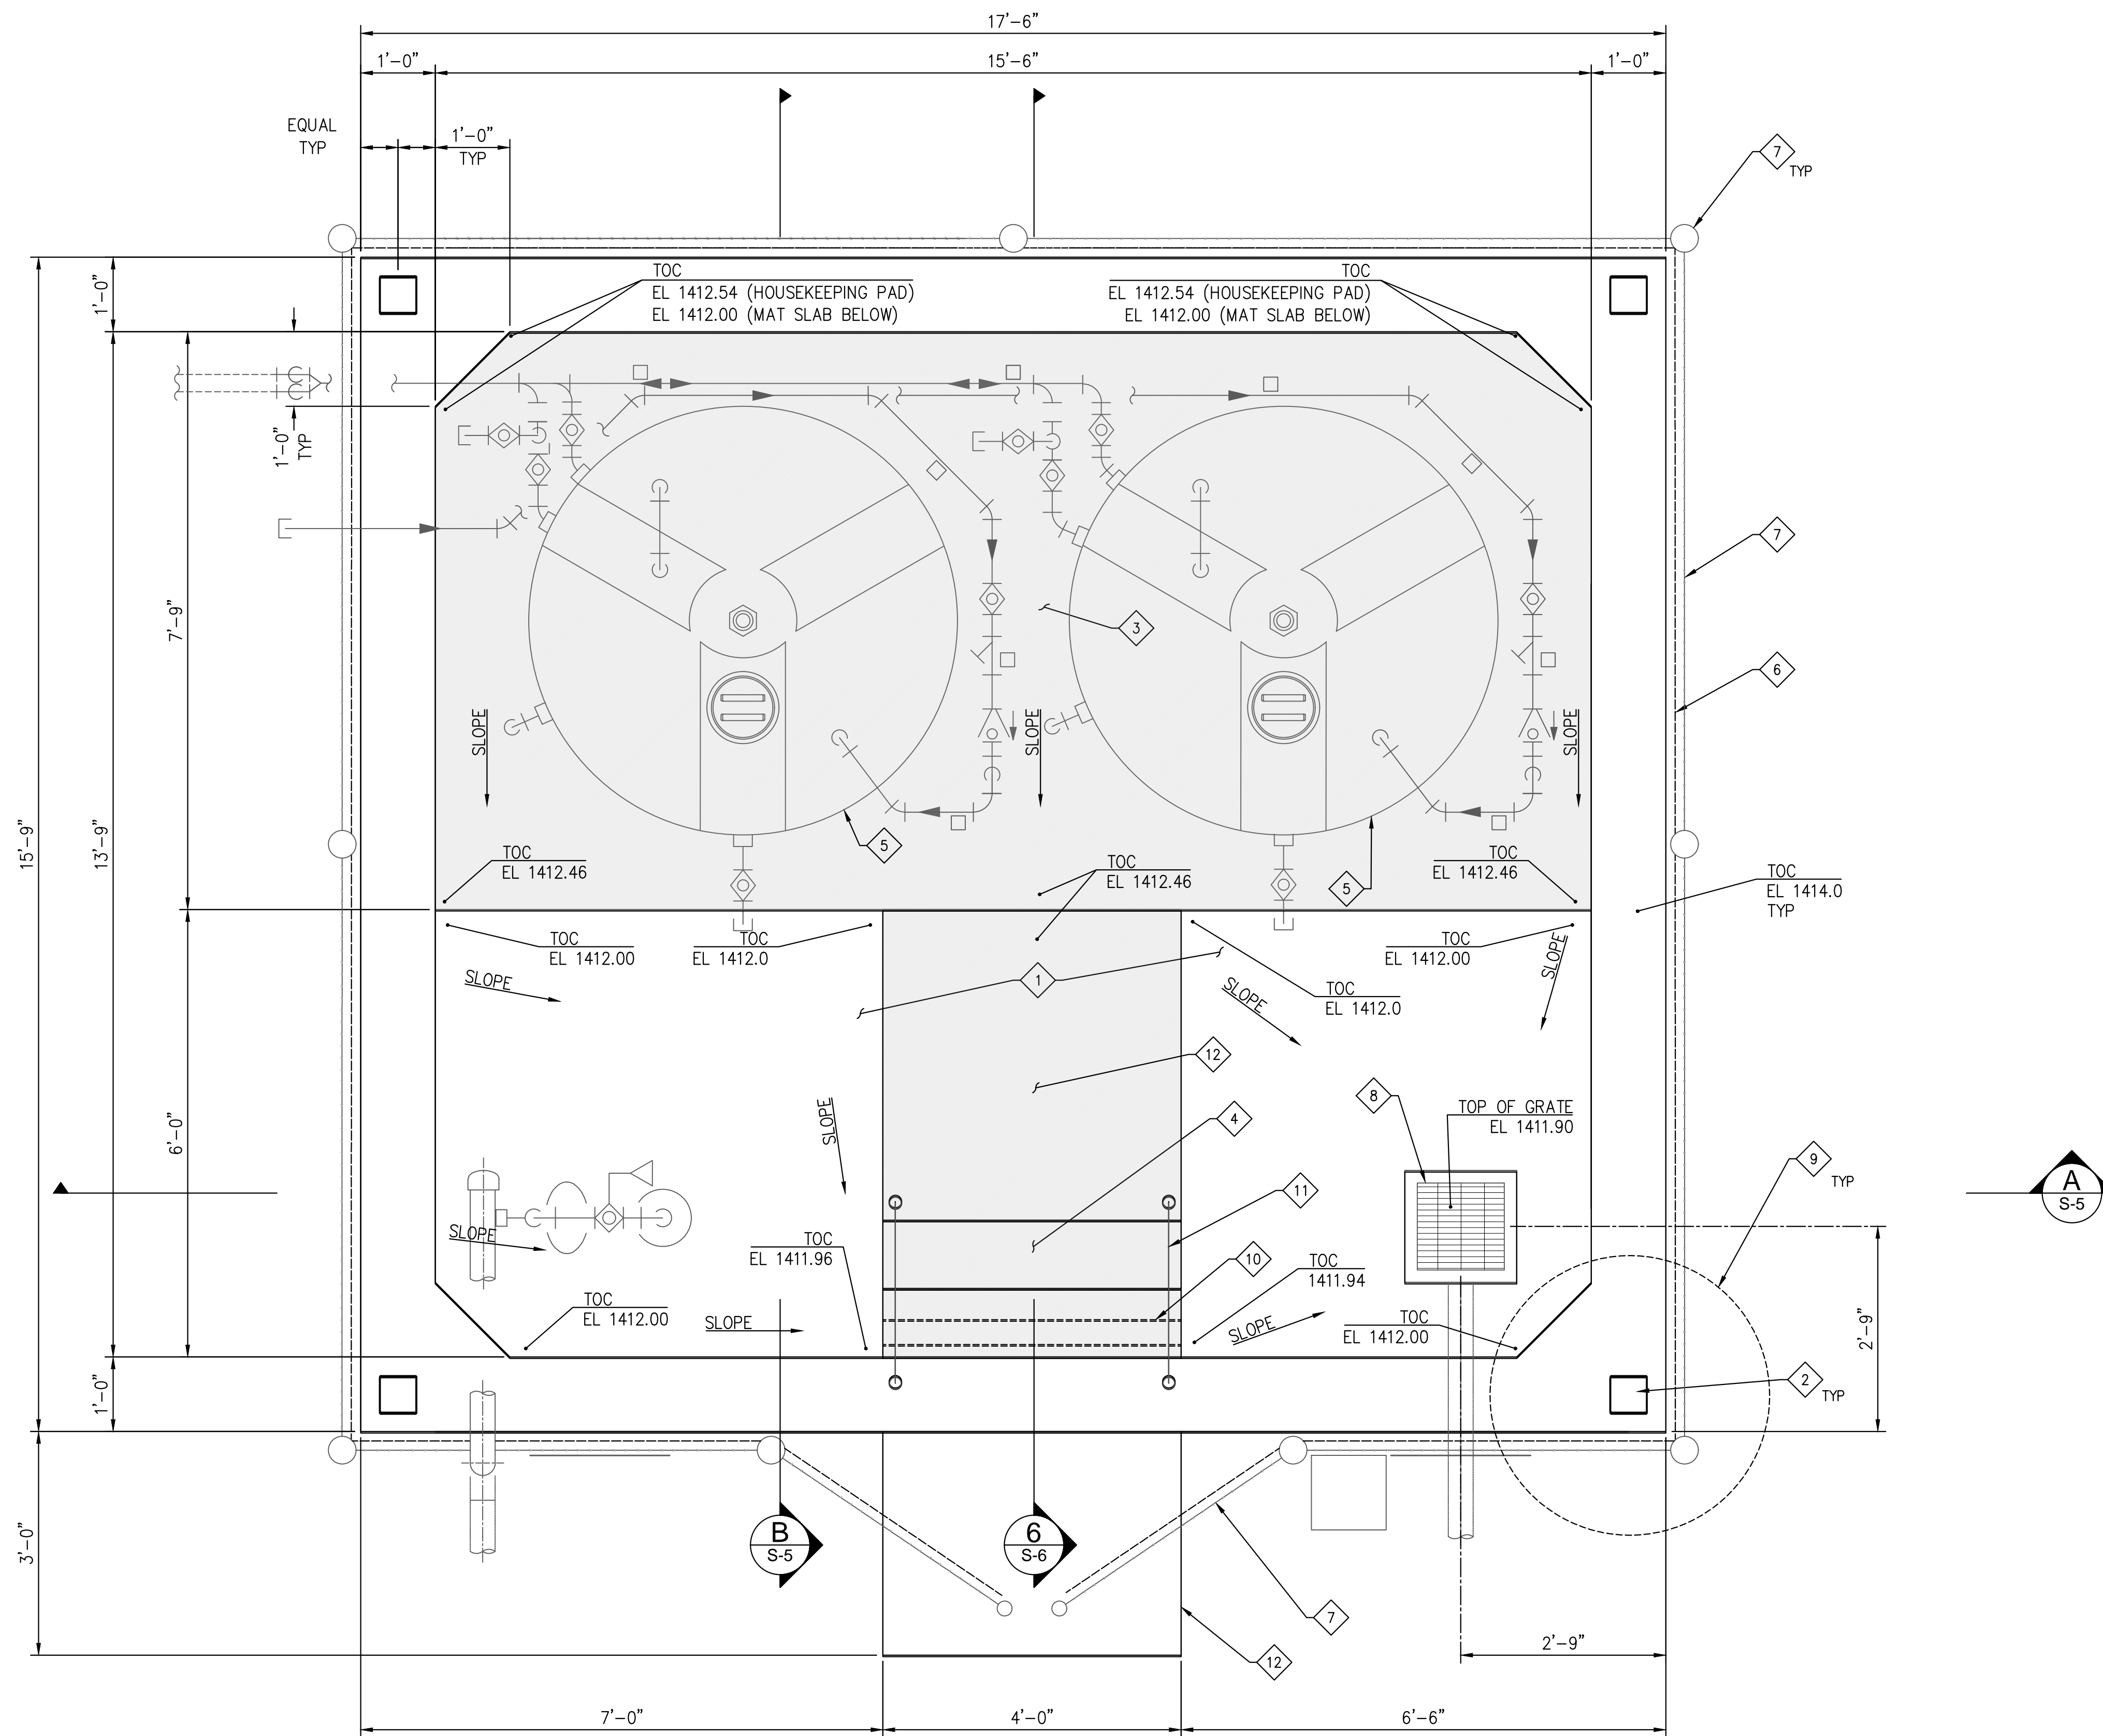 17'-6"
1'-0"
15'-6"
1'-0"
EQUAL
TYP
1'-0"
TYP
7
TYP
TOC
EL 1412.54 (HOUSEKEEPING PAD)
EL 1412.00 (MAT SLAB BELOW)
TOC
EL 1412.54 (HOUSEKEEPING PAD)
EL 1412.00 (MAT SLAB BELOW)
1'-0"
1'-0"
TYP
7
3
6
7'-9"
SLOPE
SLOPE
SLOPE
15'-9"
13'-9"
5
5
TOC
EL 1412.46
TOC
EL 1412.46
TOC
EL 1412.46
TOC
EL 1414.0
TYP
TOC
EL 1412.00
TOC
EL 1412.0
TOC
EL 1412.00
SLOPE
SLOPE
1
SLOPE
TOC
EL 1412.0
12
8
TOP OF GRATE
EL 1411.90
4
SLOPE
6'-0"
9
TYP
11
A
S-5
SLOPE
TOC
EL 1411.96
10
TOC
1411.94
TOC
EL 1412.00
SLOPE
SLOPE
TOC
EL 1412.00
2'-9"
1'-0"
2
TYP
3'-0"
B
S-5
6
S-6
7
12
2'-9"
7'-0"
4'-0"
6'-6"